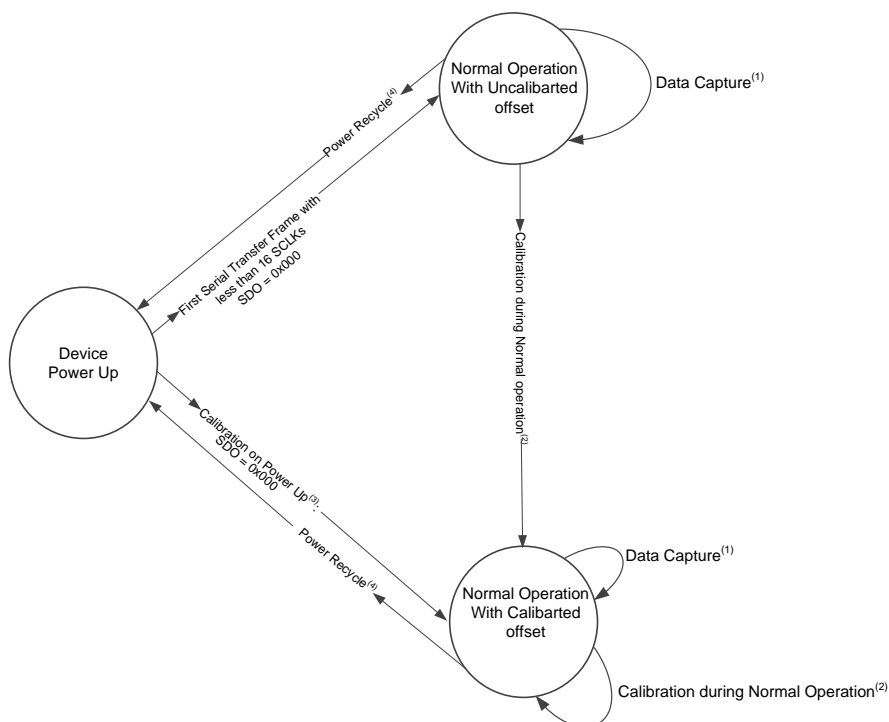 Normal Operation
With Uncalibarted
offset
Data Capture(1)
Power Recycle(4)
First Serial Transfer Frame with
less than 16 SCLKs
SDO = 0x000
Calibration during Normal operation(2)
Device
Power Up
Calibration on Power Up(3).
SDO = 0x000
Power Recycle(4)
Normal Operation
With Calibarted
offset
Data Capture(1)
Calibration during Normal Operation(2)